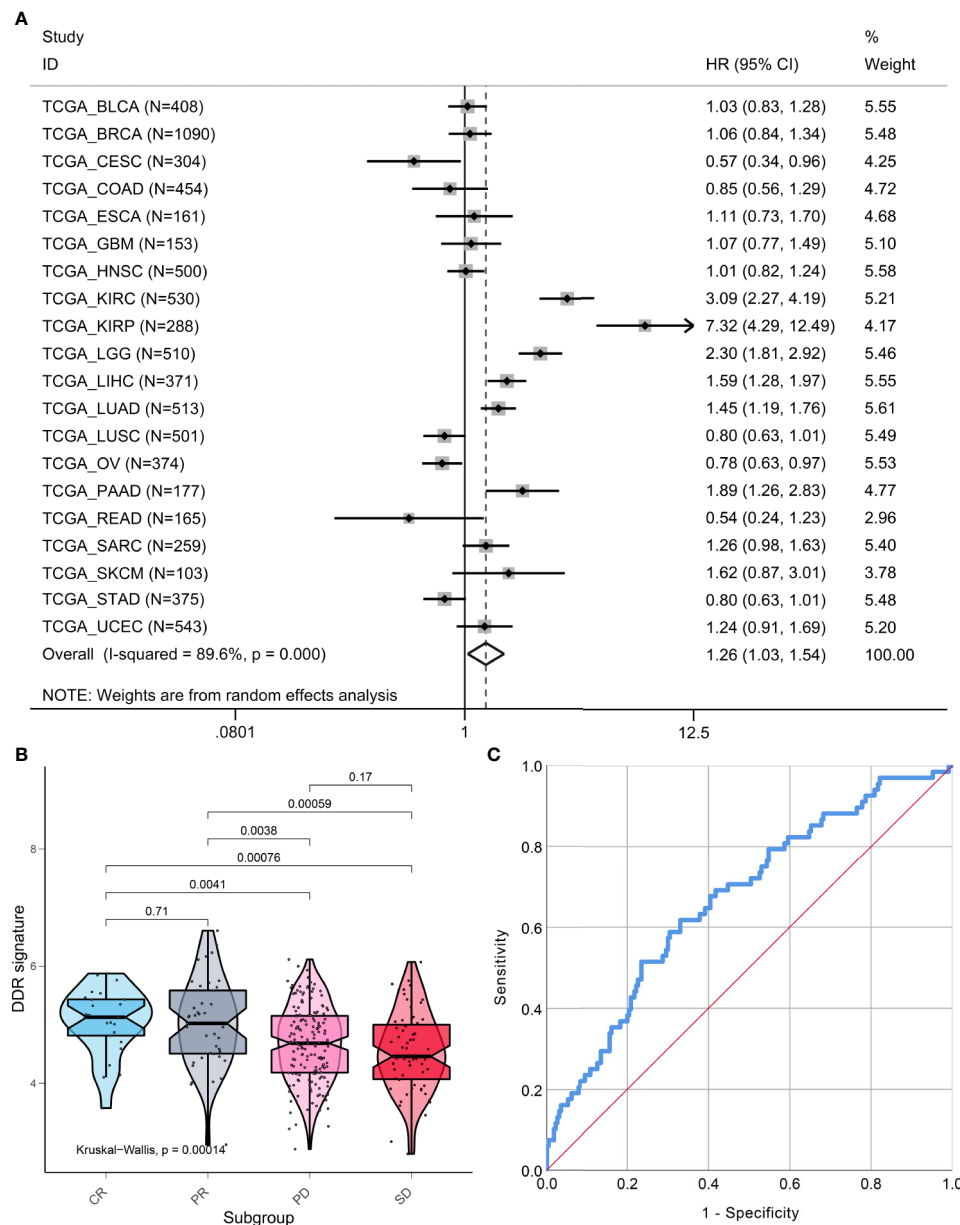 A
Study %
ID HR (95% CI) Weight
TCGA_BLCA (N=408) 1.03 (0.83, 1.28) 5.55
TCGA_BRCA (N=1090) 1.06 (0.84, 1.34) 5.48
TCGA_CESC (N=304) 0.57 (0.34, 0.96) 4.25
TCGA_COAD (N=454) 0.85 (0.56, 1.29) 4.72
TCGA_ESCA (N=161) 1.11 (0.73, 1.70) 4.68
TCGA_GBM (N=153) 1.07 (0.77, 1.49) 5.10
TCGA_HNSC (N=500) 1.01 (0.82, 1.24) 5.58
TCGA_KIRC (N=530) 3.09 (2.27, 4.19) 5.21
TCGA_KIRP (N=288) 7.32 (4.29, 12.49) 4.17
TCGA_LGG (N=510) 2.30 (1.81, 2.92) 5.46
TCGA_LIHC (N=371) 1.59 (1.28, 1.97) 5.55
TCGA_LUAD (N=513) 1.45 (1.19, 1.76) 5.61
TCGA_LUSC (N=501) 0.80 (0.63, 1.01) 5.49
TCGA_OV (N=374) 0.78 (0.63, 0.97) 5.53
TCGA_PAAD (N=177) 1.89 (1.26, 2.83) 4.77
TCGA_READ (N=165) 0.54 (0.24, 1.23) 2.96
TCGA_SARC (N=259) 1.26 (0.98, 1.63) 5.40
TCGA_SKCM (N=103) 1.62 (0.87, 3.01) 3.78
TCGA_STAD (N=375) 0.80 (0.63, 1.01) 5.48
TCGA_UCEC (N=543) 1.24 (0.91, 1.69) 5.20
Overall (I-squared = 89.6%, p = 0.000) 1.26 (1.03, 1.54) 100.00
NOTE: Weights are from random effects analysis
.0801 1 12.5
B
0.17
0.00059
0.0038
0.00076
0.0041
0.71
8
6
4
DDR signature
Kruskal-Wallis, p = 0.00014
CR PR PD SD
Subgroup
C
1.0
0.8
0.6
0.4
0.2
0.0
Sensitivity
0.0 0.2 0.4 0.6 0.8 1.0
1 - Specificity